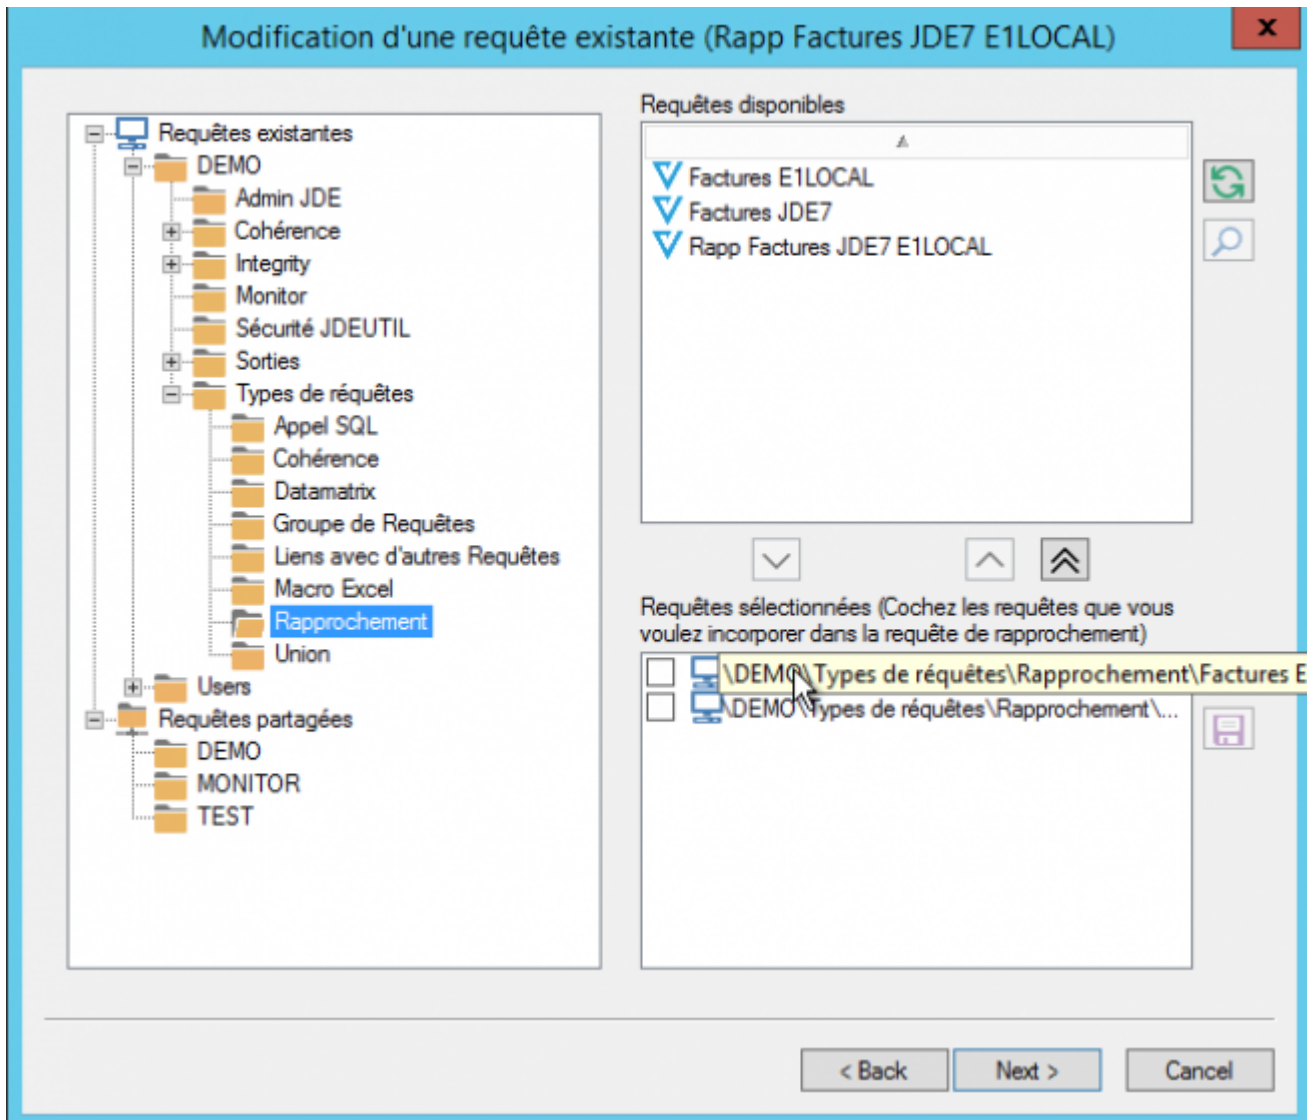 Modification d'une requête existante (Rapp Factures JDE7 E1LOCAL)
x
Requêtes existantes
DEMO
Admin JDE
Cohérence
Integrity
Monitor
Sécurité JDEUTIL
Sorties
Types de réquêtes
Appel SQL
Cohérence
Datamatrix
Groupe de Requêtes
Liens avec d'autres Requêtes
Macro Excel
Rapprochement
Union
Users
Requêtes partagées
DEMO
MONITOR
TEST
Requêtes disponibles
Factures E1LOCAL
Factures JDE7
Rapp Factures JDE7 E1LOCAL
Requêtes sélectionnées (Cochez les requêtes que vous
voulez incorporer dans la requête de rapprochement)
\DEMO\Types de réquêtes\Rapprochement\Factures E
\DEMO\Types de réquêtes\Rapprochement\...
< Back
Next >
Cancel